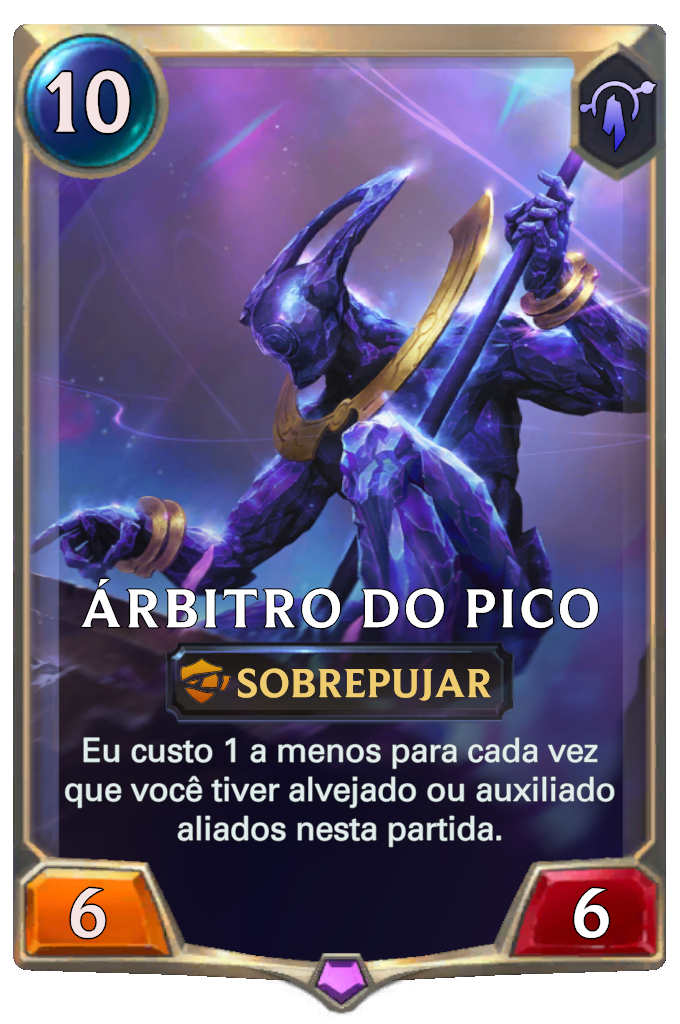 10
ÁRBITRO DO PICO
SOBREPUJAR
Eu custo 1 a menos para cada vez
que você tiver alvejado ou auxiliado
aliados nesta partida.
6
6